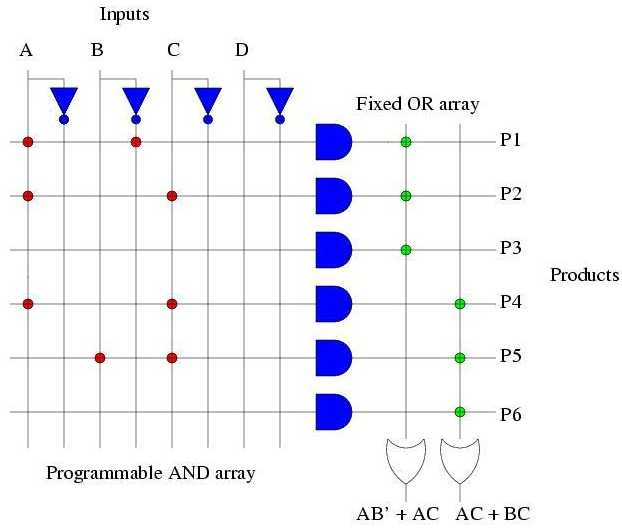 Inputs
A B C D
Fixed OR array
P1
P2
P3
Products
P4
P5
P6
Programmable AND array
AB' + AC AC + BC